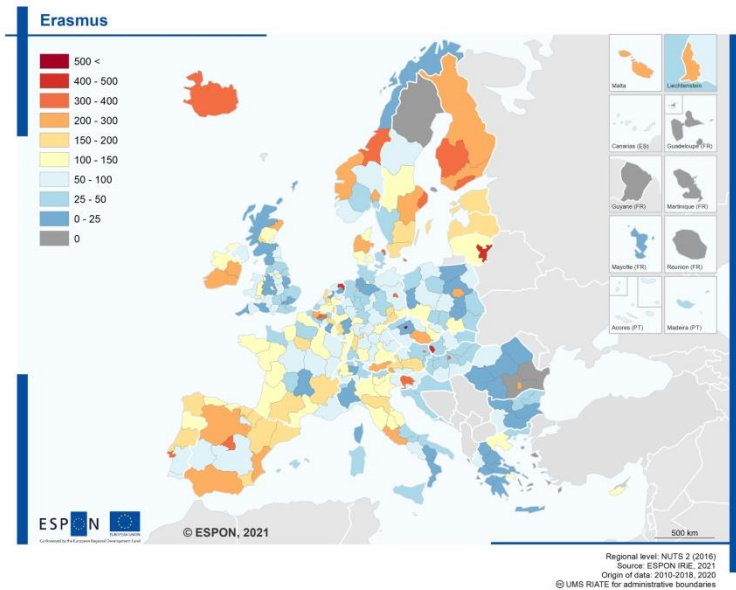 Erasmus
500 <
400 - 500
300 - 400
200 - 300
150 - 200
100 - 150
50 - 100
25 - 50
0 - 25
0
Malta
Liechtenstein
Canarias (ES)
Guadeloupe (FR)
Guyane (FR)
Martinique (FR)
Mayotte (FR)
Reunion (FR)
Acores (PT)
Madeira (PT)
ESPON
EUROPEAN UNION
Co-financed by the European Regional Development Fund
© ESPON, 2021
500 km
Regional level: NUTS 2 (2016)
Source: ESPON IRiE, 2021
Origin of data: 2010-2018, 2020
UMS RIATE for administrative boundaries